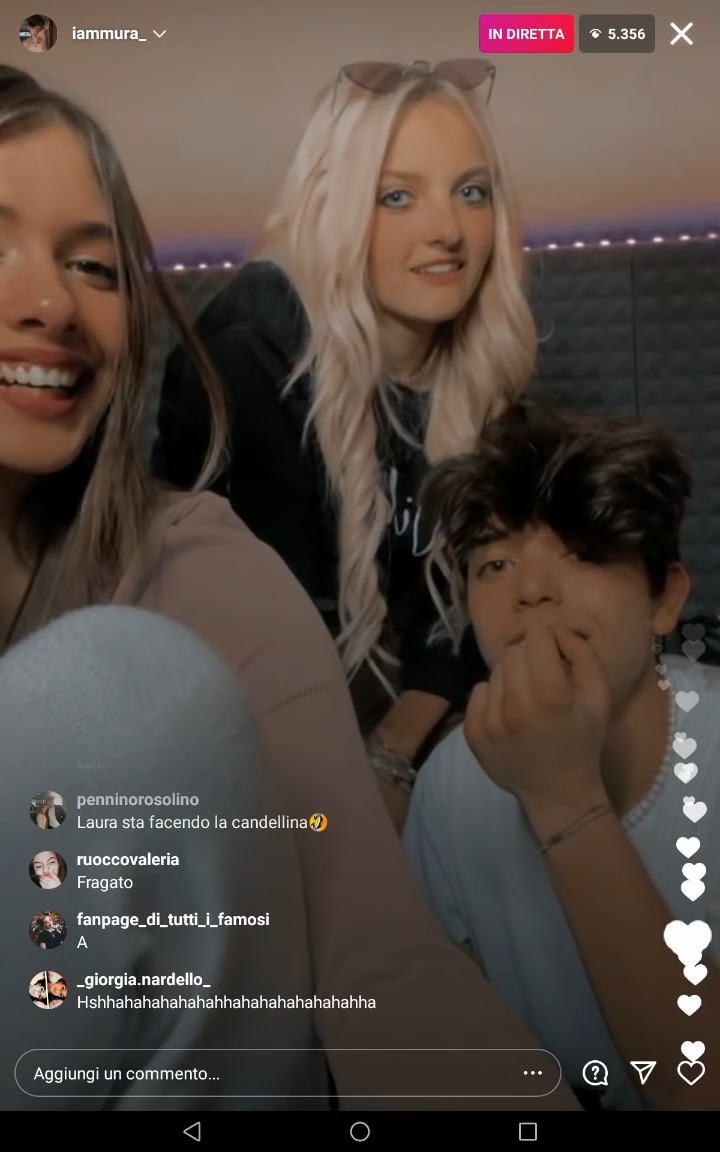 iammura_
IN DIRETTA
5.356
penninorosolino
Laura sta facendo la candellina🤣
ruoccovaleria
Fragato
fanpage_di_tutti_i_famosi
A
_giorgia.nardello_
Hshhahahahahahahhahahahahahahahha
Aggiungi un commento...